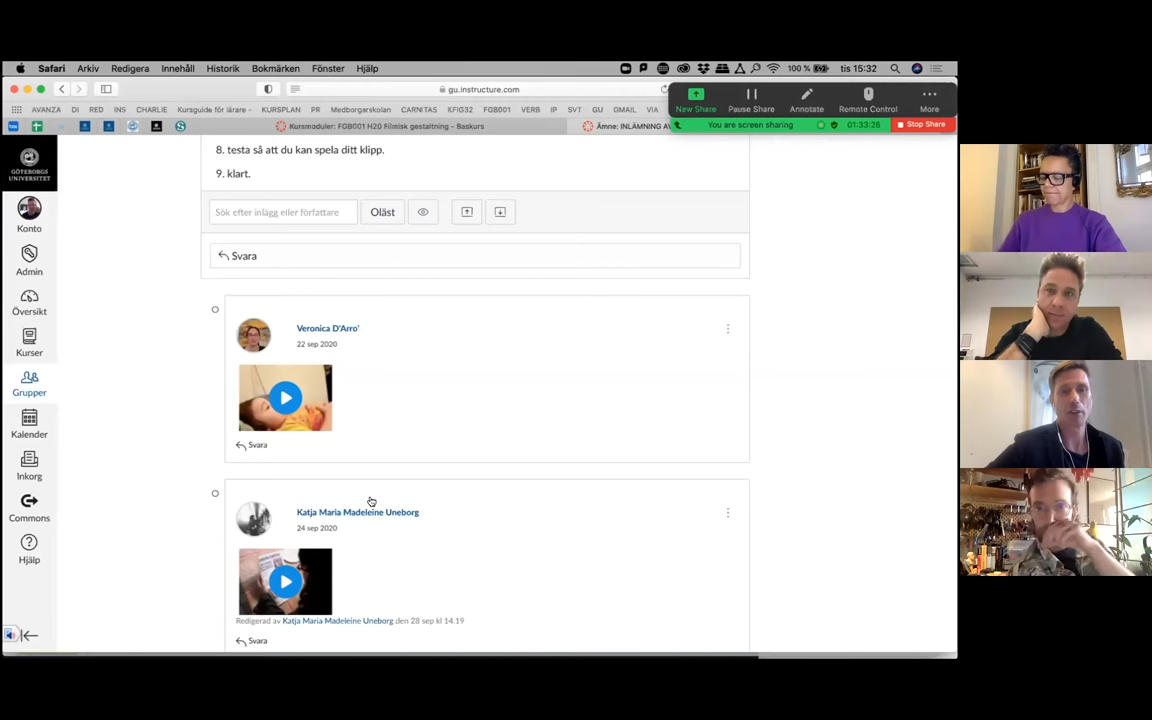 Safari Arkiv Redigera Innehåll Historik Bokmärken Fönster Hjälp 100 % tis 15:32
gu.instructure.com
New Share Pause Share Annotate Remote Control More
AVANZA DI RED INS CHARLIE Kursguide för lärare KURSPLAN PR Medborgarskolan CARNITAS KFIG32 FGB001 VERB IP SVT GU GMAIL VIA
You are screen sharing 01:33:26 Stop Share
Kursmoduler: FGB001 H20 Filmisk gestaltning - Baskurs
Ämne: INLÄMNING AV
GÖTEBORGS
UNIVERSITET
Konto
Admin
Översikt
Kurser
Grupper
Kalender
Inkorg
Commons
Hjälp
8. testa så att du kan spela ditt klipp.
9. klart.
Sök efter inlägg eller författare Oläst
Svara
Veronica D'Arro'
22 sep 2020
Svara
Katja Maria Madeleine Uneborg
24 sep 2020
Redigerad av Katja Maria Madeleine Uneborg den 28 sep kl 14.19
Svara